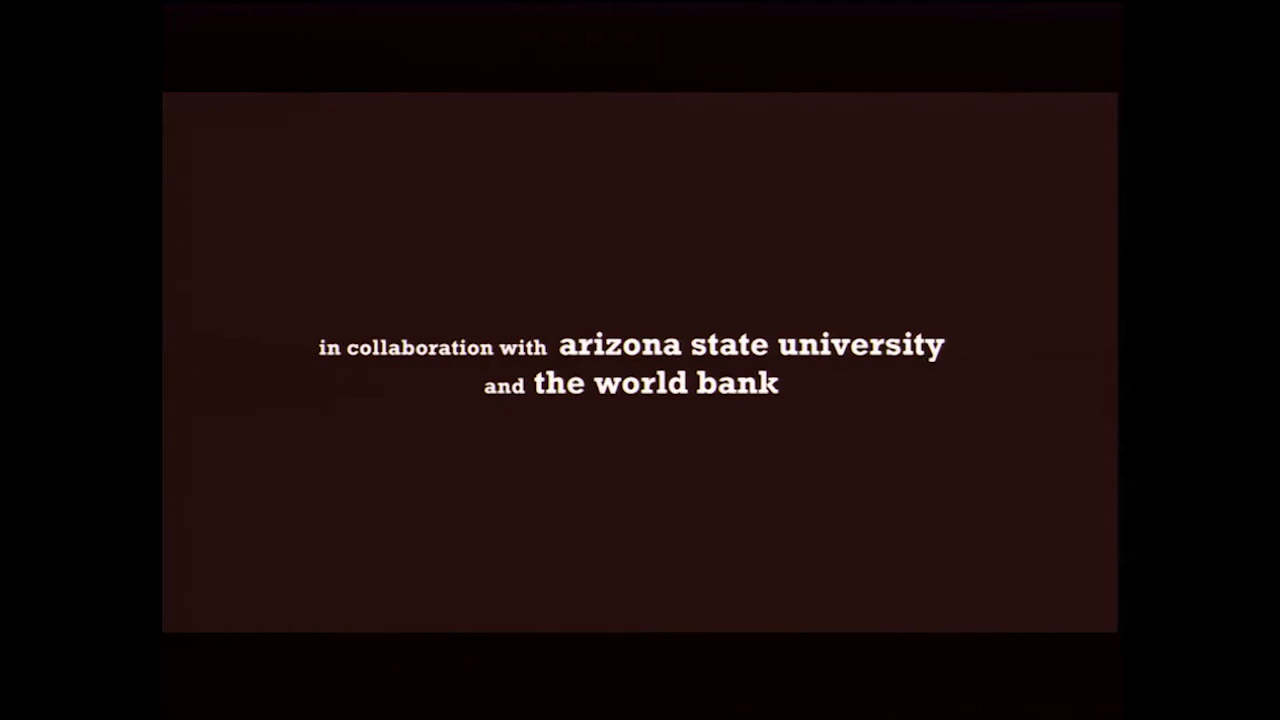 in collaboration with arizona state university
and the world bank